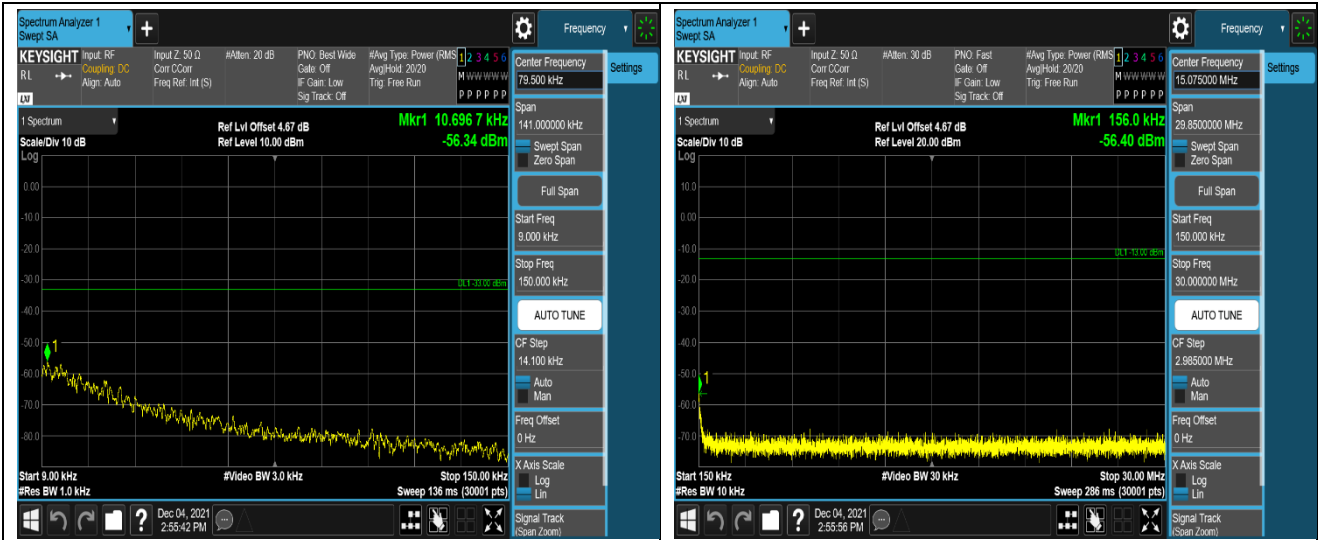 Spectrum Analyzer 1
Swept SA
+
Frequency
KEYSIGHT Input: RF Input Z: 50 Ω #Atten: 20 dB PNO: Best Wide #Avg Type: Power (RMS 1 2 3 4 5 6
RL Coupling: DC Corr CCorr Gate: Off Avg|Hold: 20/20 M W W W W W
Align: Auto Freq Ref: Int (S) IF Gain: Low Trig: Free Run
LXI Sig Track: Off P P P P P P
Center Frequency
79.500 kHz
Settings
1 Spectrum
Scale/Div 10 dB
Ref Lvl Offset 4.67 dB
Ref Level 10.00 dBm
Mkr1 10.696 7 kHz
-56.34 dBm
Log
0.00
-10.0
-20.0
-30.0
-40.0
-50.0
-60.0
-70.0
-80.0
DL1 -33.00 dBm
1
Span
141.000000 kHz
Swept Span
Zero Span
Full Span
Start Freq
9.000 kHz
Stop Freq
150.000 kHz
AUTO TUNE
CF Step
14.100 kHz
Auto
Man
Freq Offset
0 Hz
X Axis Scale
Log
Lin
Signal Track
(Span Zoom)
Start 9.00 kHz #Video BW 3.0 kHz Stop 150.00 kHz
#Res BW 1.0 kHz Sweep 136 ms (30001 pts)
? Dec 04, 2021
2:55:42 PM
Spectrum Analyzer 1
Swept SA
+
Frequency
KEYSIGHT Input: RF Input Z: 50 Ω #Atten: 30 dB PNO: Fast #Avg Type: Power (RMS 1 2 3 4 5 6
RL Coupling: DC Corr CCorr Gate: Off Avg|Hold: 20/20 M W W W W W
Align: Auto Freq Ref: Int (S) IF Gain: Low Trig: Free Run
LXI Sig Track: Off P P P P P P
Center Frequency
15.075000 MHz
Settings
1 Spectrum
Scale/Div 10 dB
Ref Lvl Offset 4.67 dB
Ref Level 20.00 dBm
Mkr1 156.0 kHz
-56.40 dBm
Log
10.0
0.00
-10.0
-20.0
-30.0
-40.0
-50.0
-60.0
-70.0
DL1 -13.00 dBm
1
Span
29.8500000 MHz
Swept Span
Zero Span
Full Span
Start Freq
150.000 kHz
Stop Freq
30.000000 MHz
AUTO TUNE
CF Step
2.985000 MHz
Auto
Man
Freq Offset
0 Hz
X Axis Scale
Log
Lin
Signal Track
(Span Zoom)
Start 150 kHz #Video BW 30 kHz Stop 30.00 MHz
#Res BW 10 kHz Sweep 286 ms (30001 pts)
? Dec 04, 2021
2:55:56 PM